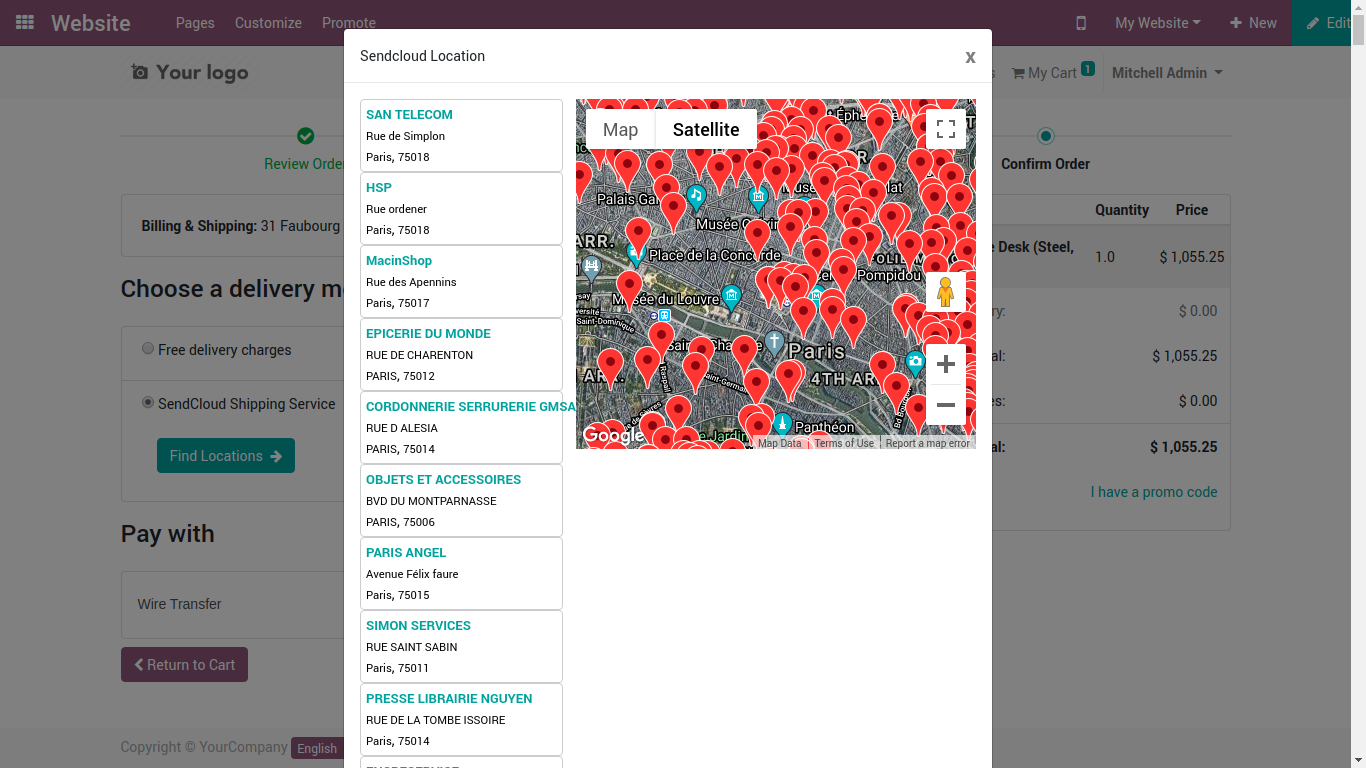 Website
Pages
Customize
Promote
My Website
New
Edit
Your logo
My Cart
1
Mitchell Admin
Sendcloud Location
x
Review Order
Confirm Order
Billing & Shipping: 31 Faubourg
Choose a delivery m
Free delivery charges
SendCloud Shipping Service
Find Locations
Pay with
Wire Transfer
Return to Cart
Copyright © YourCompany
English
SAN TELECOM
Rue de Simplon
Paris, 75018
HSP
Rue ordener
Paris, 75018
MacinShop
Rue des Apennins
Paris, 75017
EPICERIE DU MONDE
RUE DE CHARENTON
PARIS, 75012
CORDONNERIE SERRURERIE GMSA
RUE D ALESIA
PARIS, 75014
OBJETS ET ACCESSOIRES
BVD DU MONTPARNASSE
PARIS, 75006
PARIS ANGEL
Avenue Félix faure
Paris, 75015
SIMON SERVICES
RUE SAINT SABIN
Paris, 75011
PRESSE LIBRAIRIE NGUYEN
RUE DE LA TOMBE ISSOIRE
Paris, 75014
Map
Satellite
Palais Ga
Musée
Place de la Concorde
Pompidou
Musée du Louvre
Saint-Dominique
Paris
4TH AR
Saint-Germa
Raspail
Panthéon
Google
Map Data
Terms of Use
Report a map error
Quantity
Price
e Desk (Steel,
1.0
$ 1,055.25
ry:
$ 0.00
al:
$ 1,055.25
es:
$ 0.00
al:
$ 1,055.25
I have a promo code